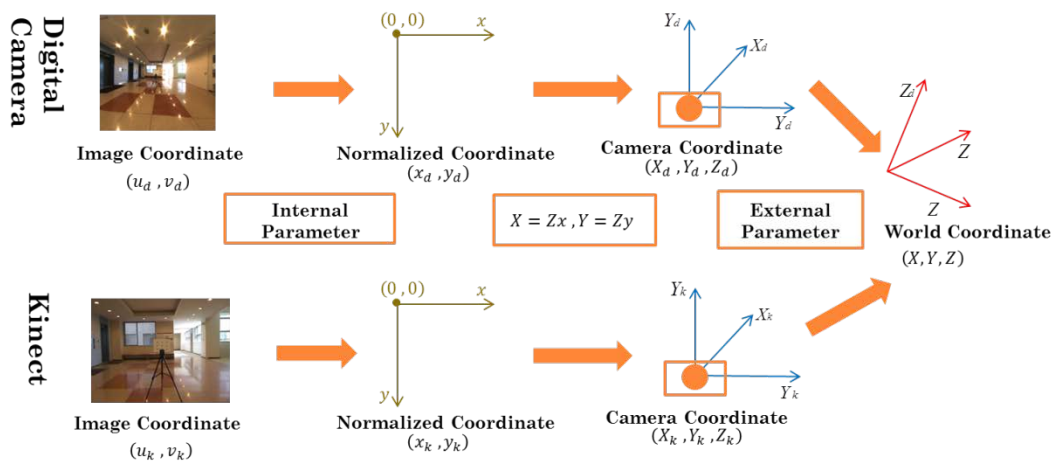 Digital
Camera
(0 , 0)
x
y
Y_d
X_d
Y_d
Z_d
Z
Z
Image Coordinate
(u_d , v_d)
Normalized Coordinate
(x_d , y_d)
Camera Coordinate
(X_d , Y_d , Z_d)
Internal
Parameter
X = Zx , Y = Zy
External
Parameter
World Coordinate
(X, Y, Z)
Kinect
(0 , 0)
x
y
Y_k
X_k
Y_k
Image Coordinate
(u_k , v_k)
Normalized Coordinate
(x_k , y_k)
Camera Coordinate
(X_k , Y_k , Z_k)